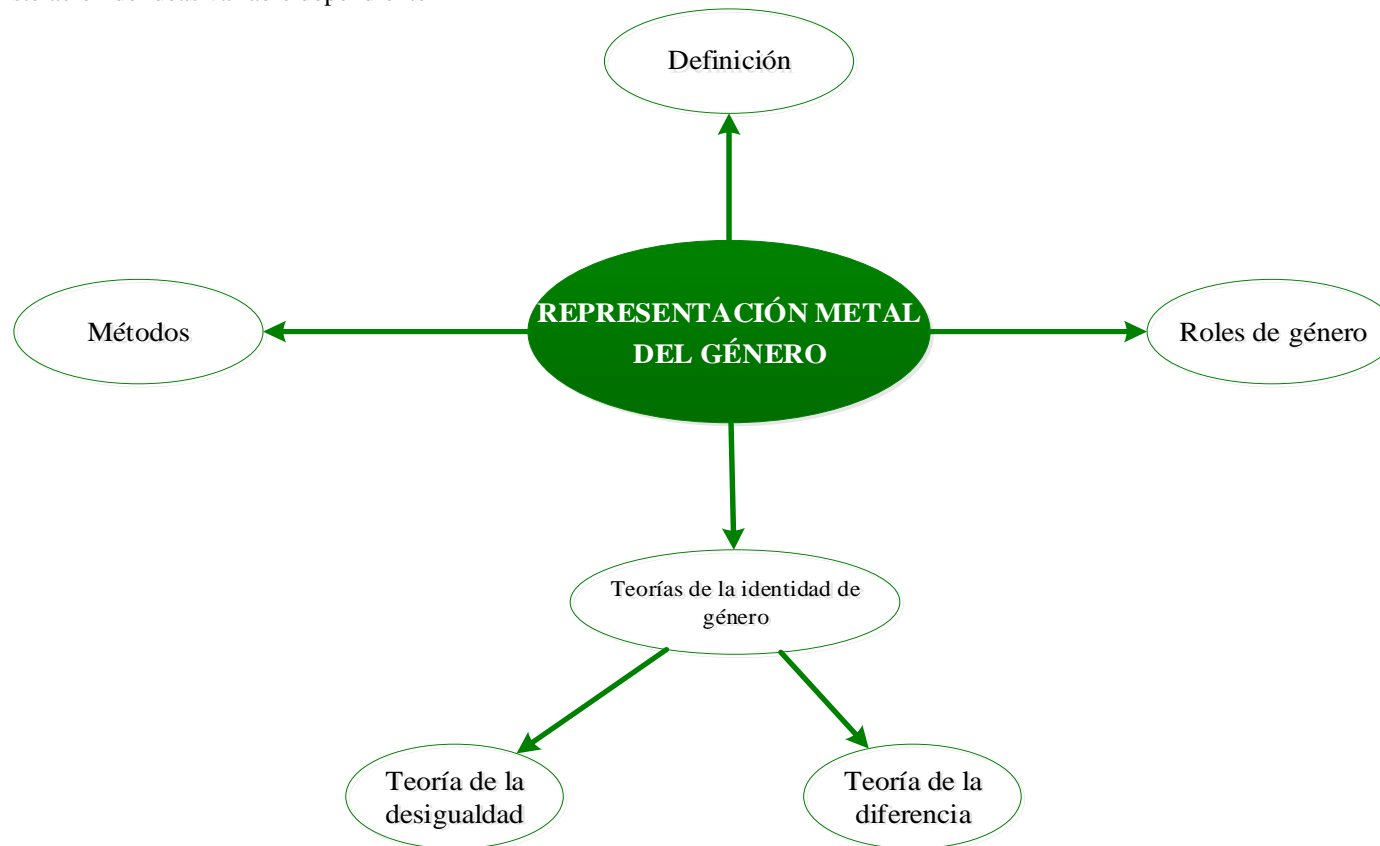 Definición
REPRESENTACIÓN METAL
DEL GÉNERO
Métodos
Roles de género
Teorías de la identidad de
género
Teoría de la
desigualdad
Teoría de la
diferencia